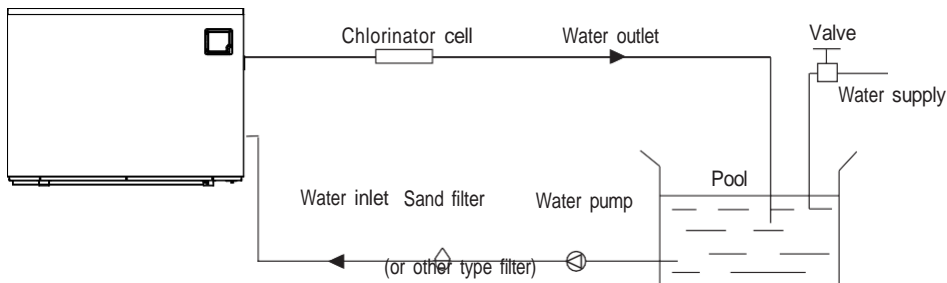 Chlorinator cell
Water outlet
Valve
Water supply
Pool
Water inlet
Sand filter
Water pump
(or other type filter)